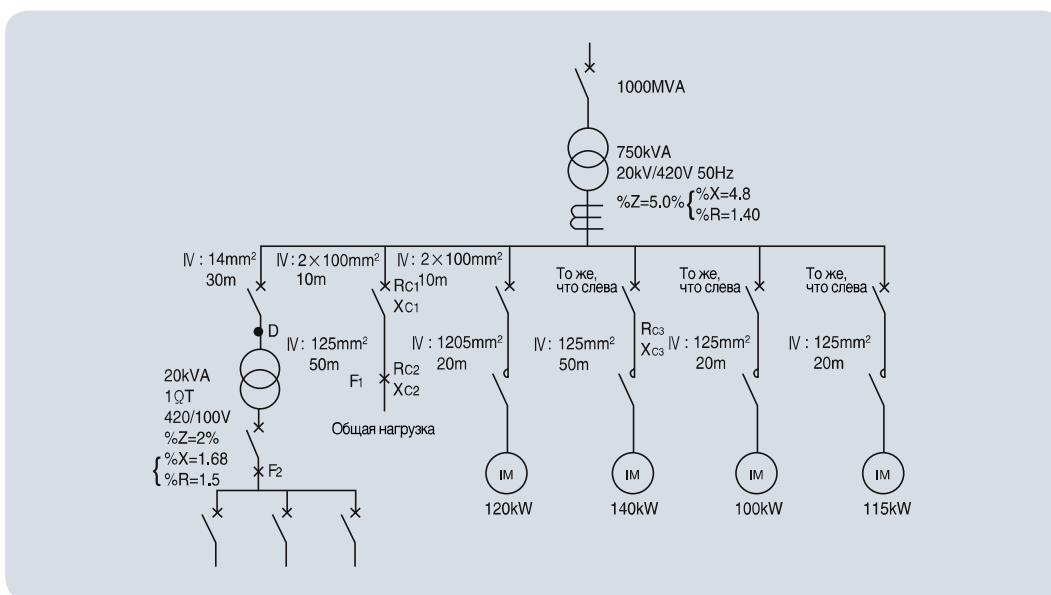 1000MVA
750kVA
20kV/420V 50Hz
%Z=5.0%{
%X=4.8
%R=1.40
IV : 14mm²
30m
IV : 2×100mm²
10m
RC1
XC1
IV : 2×100mm²
10m
То же,
что слева
То же,
что слева
То же,
что слева
D
IV : 125mm²
50m
RC2
XC2
F1
Общая нагрузка
IV : 1205mm²
20m
IV : 125mm²
50m
RC3
XC3
IV : 125mm²
20m
IV : 125mm²
20m
20kVA
1ΩT
420/100V
%Z=2%
{
%X=1.68
%R=1.5
F2
IM
120kW
IM
140kW
IM
100kW
IM
115kW